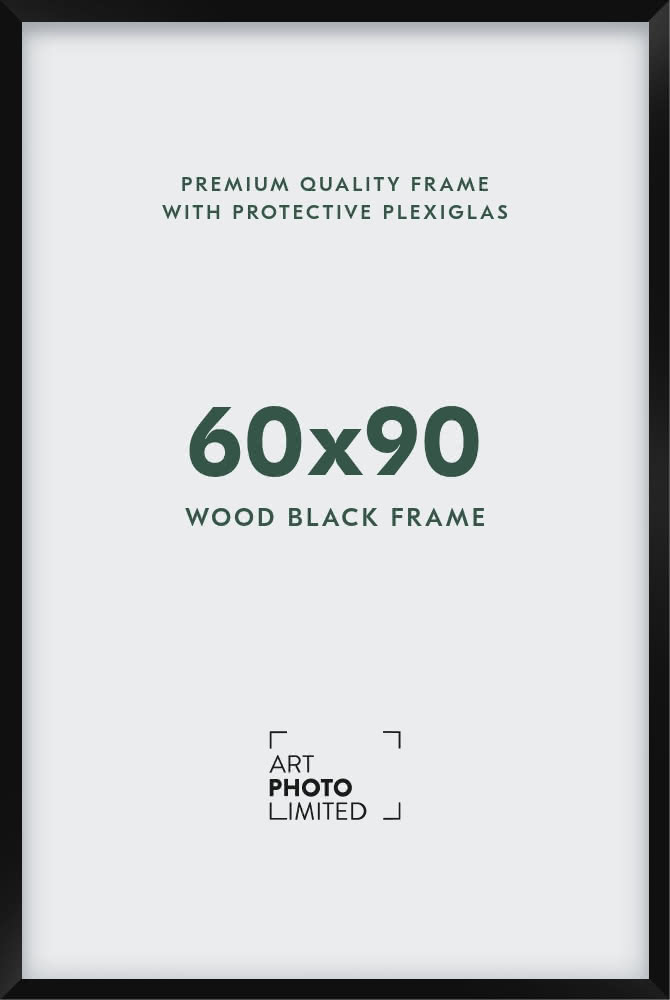 PREMIUM QUALITY FRAME
WITH PROTECTIVE PLEXIGLAS
60x90
WOOD BLACK FRAME
ART
PHOTO
LIMITED